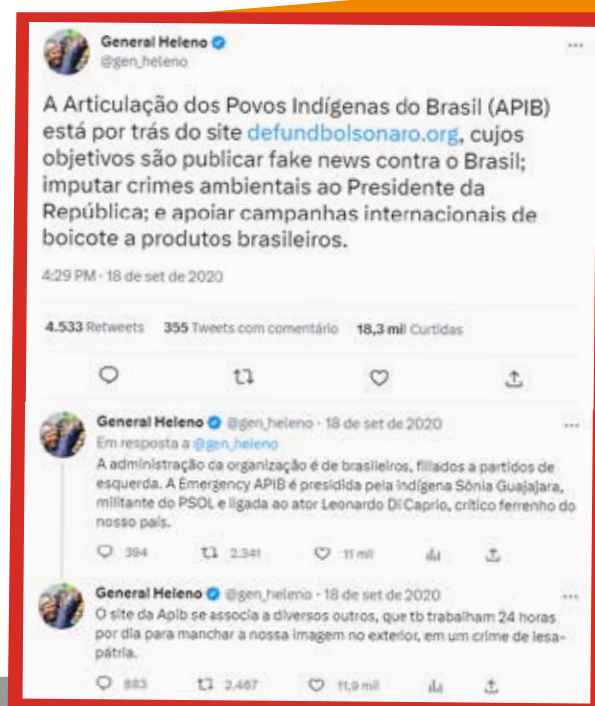 General Heleno
@gen_heleno
A Articulação dos Povos Indígenas do Brasil (APIB)
está por trás do site defundbolsonaro.org, cujos
objetivos são publicar fake news contra o Brasil;
imputar crimes ambientais ao Presidente da
República; e apoiar campanhas internacionais de
boicote a produtos brasileiros.
4:29 PM · 18 de set de 2020
4.533 Retweets 355 Tweets com comentário 18,3 mil Curtidas
General Heleno @gen_heleno · 18 de set de 2020
Em resposta a @gen_heleno
A administração da organização é de brasileiros, filiados a partidos de
esquerda. A Emergency APIB é presidida pela indígena Sônia Guajajara,
militante do PSOL e ligada ao ator Leonardo Di Caprio, crítico ferrenho do
nosso país.
394 2.341 11 mil
General Heleno @gen_heleno · 18 de set de 2020
O site da Apib se associa a diversos outros, que tb trabalham 24 horas
por dia para manchar a nossa imagem no exterior, em um crime de lesa-
pátria.
883 2.467 11,9 mil